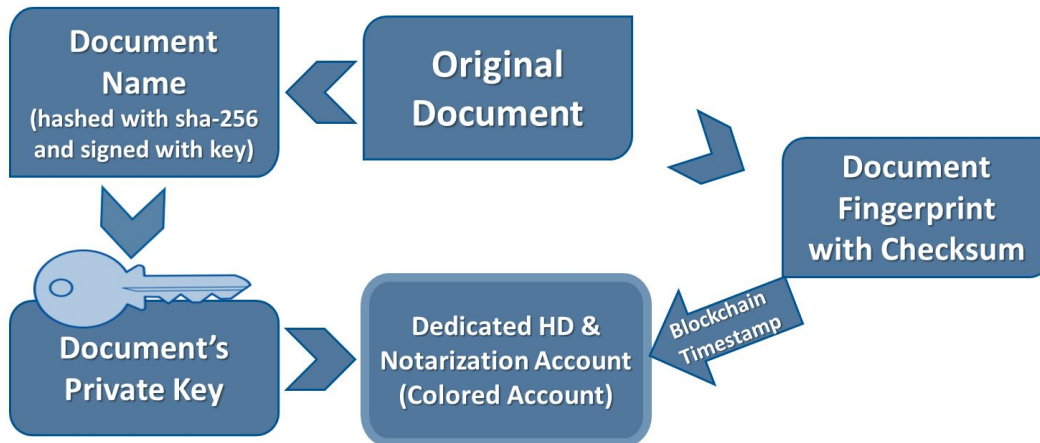 Document
Name
(hashed with sha-256
and signed with key)
Original
Document
Document
Fingerprint
with Checksum
Document's
Private Key
Dedicated HD &
Notarization Account
(Colored Account)
Blockchain
Timestamp